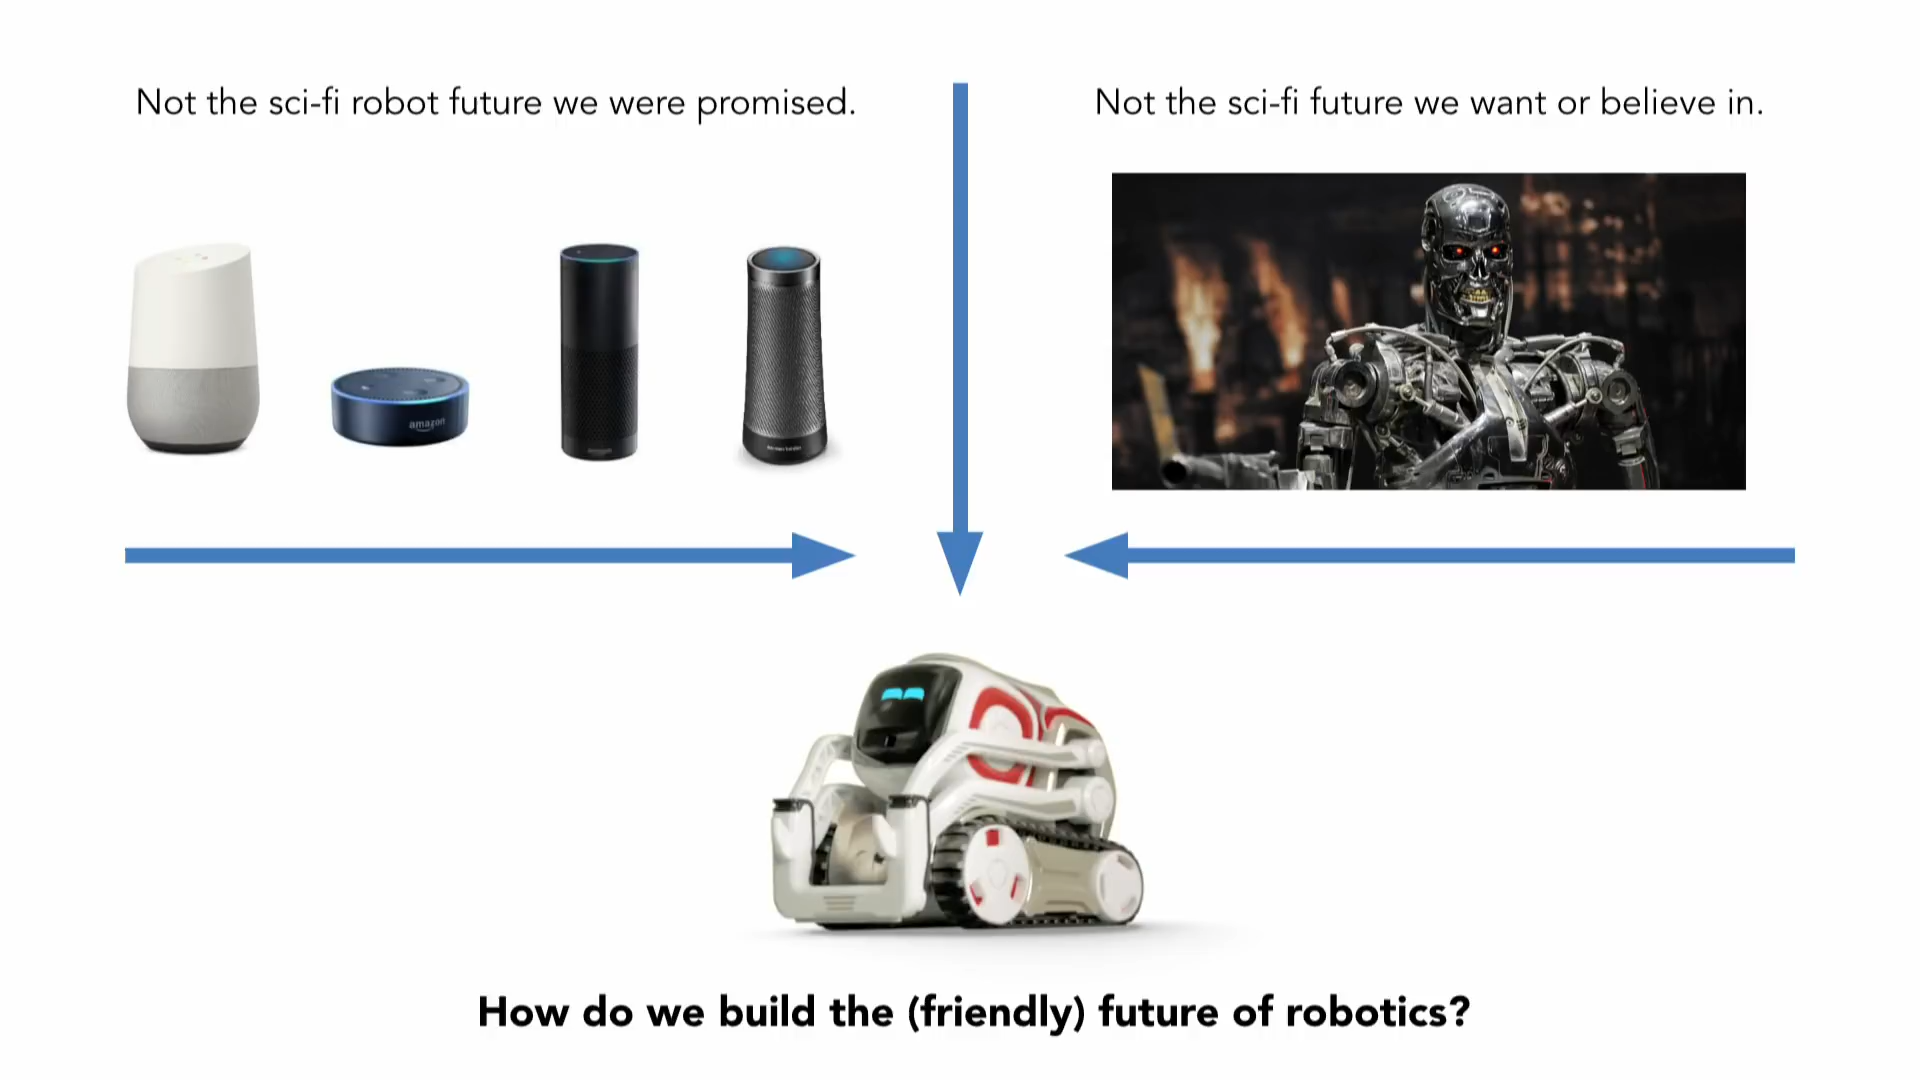 Not the sci-fi robot future we were promised.
Not the sci-fi future we want or believe in.
amazon
How do we build the (friendly) future of robotics?